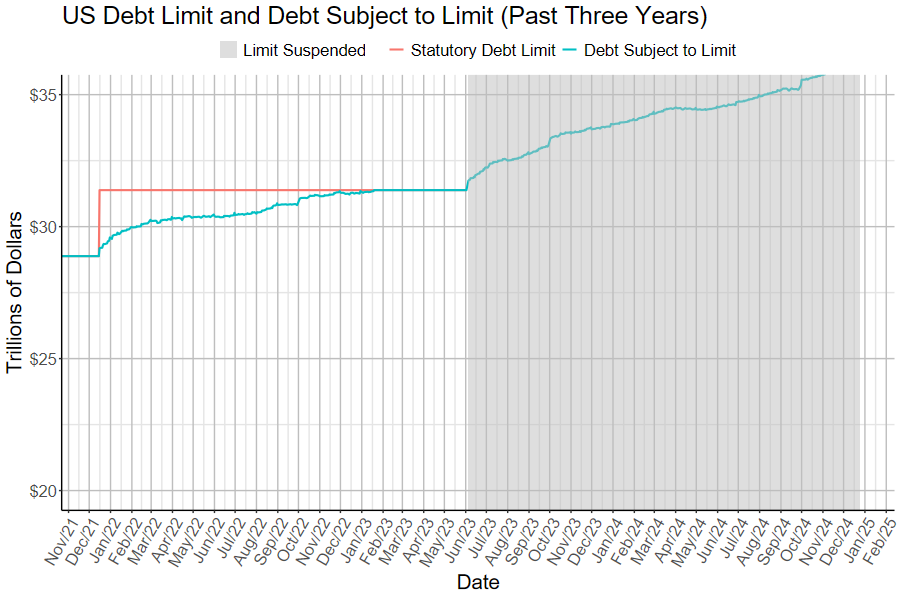 US Debt Limit and Debt Subject to Limit (Past Three Years)
Limit Suspended Statutory Debt Limit Debt Subject to Limit
Trillions of Dollars
$35
$30
$25
$20
Nov/21 Dec/21 Jan/22 Feb/22 Mar/22 Apr/22 May/22 Jun/22 Jul/22 Aug/22 Sep/22 Oct/22 Nov/22 Dec/22 Jan/23 Feb/23 Mar/23 Apr/23 May/23 Jun/23 Jul/23 Aug/23 Sep/23 Oct/23 Nov/23 Dec/23 Jan/24 Feb/24 Mar/24 Apr/24 May/24 Jun/24 Jul/24 Aug/24 Sep/24 Oct/24 Nov/24 Dec/24 Jan/25 Feb/25
Date